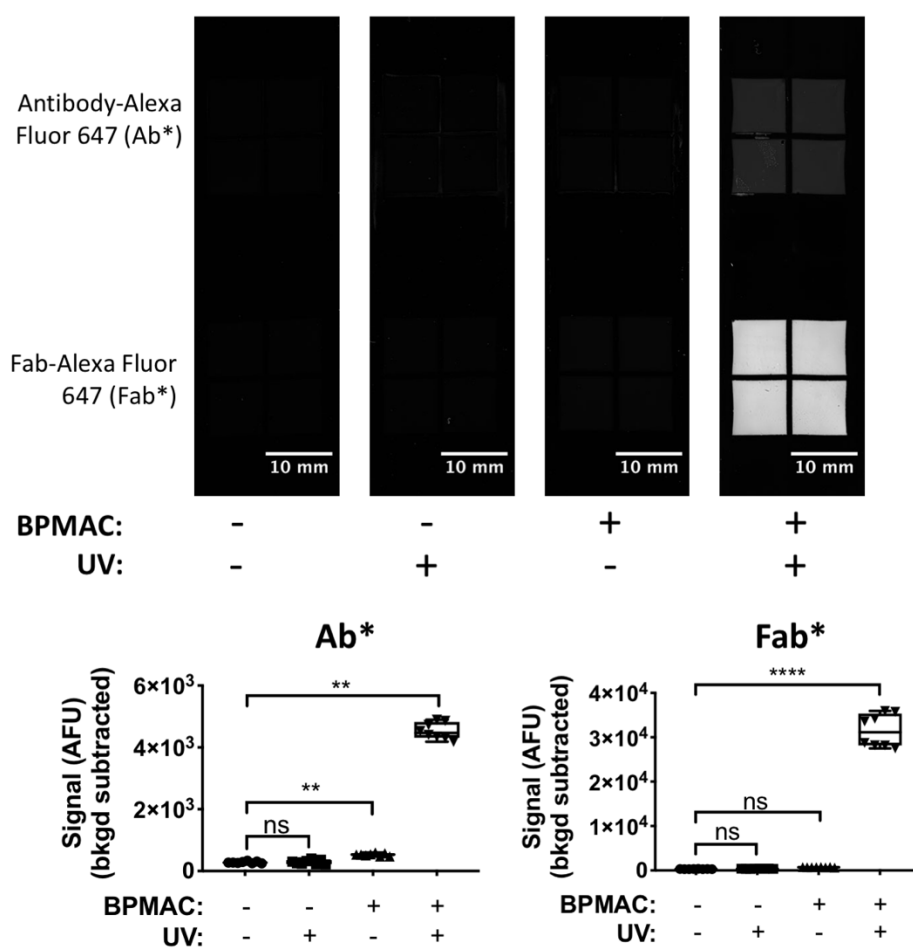 Antibody-Alexa
Fluor 647 (Ab*)
Fab-Alexa Fluor
647 (Fab*)
10 mm 10 mm 10 mm 10 mm
BPMAC: - - + +
UV: - + - +
Ab*
Signal (AFU)
(bkgd subtracted)
6×10³
4×10³
2×10³
0
**
**
ns
BPMAC: - - + +
UV: - + - +
Fab*
Signal (AFU)
(bkgd subtracted)
4×10⁴
3×10⁴
2×10⁴
1×10⁴
0
****
ns
ns
BPMAC: - - + +
UV: - + - +